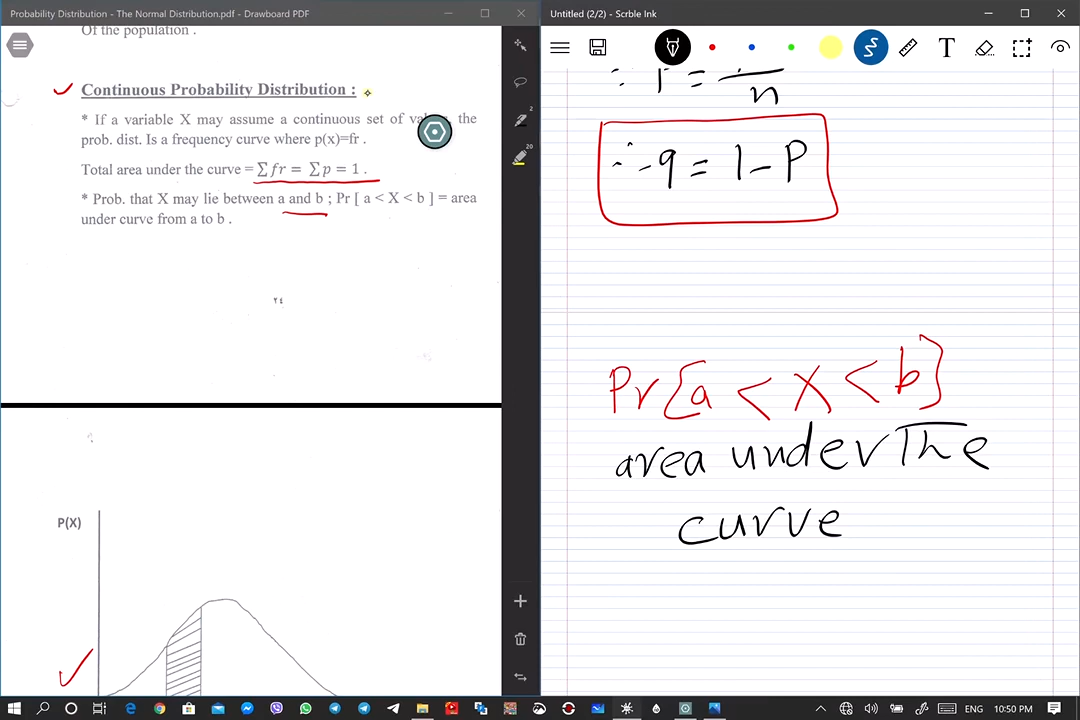 Probability Distribution - The Normal Distribution.pdf - Drawboard PDF
Of the population .
Continuous Probability Distribution :
* If a variable X may assume a continuous set of the
prob. dist. Is a frequency curve where p(x)=fr .
Total area under the curve = ∑ fr = ∑ p = 1 .
* Prob. that X may lie between a and b ; Pr [ a < X < b ] = area
under curve from a to b .
٢٤
P(X)
2
20
Untitled (2/2) - Scrble Ink
T
n
∴ q = 1 - P
Pr[a < X < b]
area under The
curve
10:50 PM